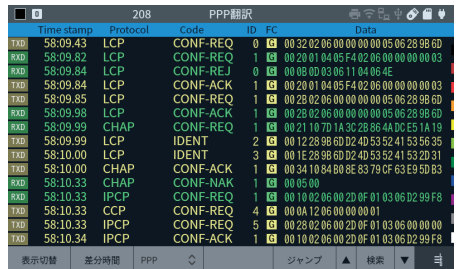 0 208 PPP翻訳
Time stamp Protocol Code ID FC Data
TXD 58:09.43 LCP CONF-REQ 0 G 00 32 02 06 00 00 00 00 05 06 28 9B 6D
RXD 58:09.82 LCP CONF-REQ 1 G 00 20 01 04 05 F4 02 06 00 00 00 00 03
RXD 58:09.84 LCP CONF-REJ 0 G 00 0B 0D 03 06 11 04 06 4E
TXD 58:09.84 LCP CONF-ACK 1 G 00 20 01 04 05 F4 02 06 00 00 00 00 03
TXD 58:09.85 LCP CONF-REQ 1 G 00 2B 02 06 00 00 00 00 05 06 28 9B 6D
RXD 58:09.98 LCP CONF-ACK 1 G 00 2B 02 06 00 00 00 00 05 06 28 9B 6D
RXD 58:09.99 CHAP CONF-REQ 1 G 00 21 10 7D 1A 3C 2B 86 4A DC E5 1A 19
TXD 58:09.99 LCP IDENT 2 G 00 12 28 9B 6D D2 4D 53 52 41 53 56 35
TXD 58:10.00 LCP IDENT 3 G 00 1E 28 9B 6D D2 4D 53 52 41 53 2D 31
TXD 58:10.00 CHAP CONF-ACK 1 G 00 34 10 84 B0 8E 83 79 CF 63 E9 5D B3
RXD 58:10.33 CHAP CONF-NAK 1 G 00 05 00
RXD 58:10.33 IPCP CONF-REQ 1 G 00 10 02 06 00 2D 0F 01 03 06 D2 99 F8
TXD 58:10.33 CCP CONF-REQ 4 G 00 0A 12 06 00 00 00 01
TXD 58:10.33 IPCP CONF-REQ 5 G 00 28 02 06 00 2D 0F 01 03 06 00 00 00
TXD 58:10.34 IPCP CONF-ACK 1 G 00 10 02 06 00 2D 0F 01 03 06 D2 99 F8
表示切替 差分時間 PPP ジャンプ ▲ 検索 ▼